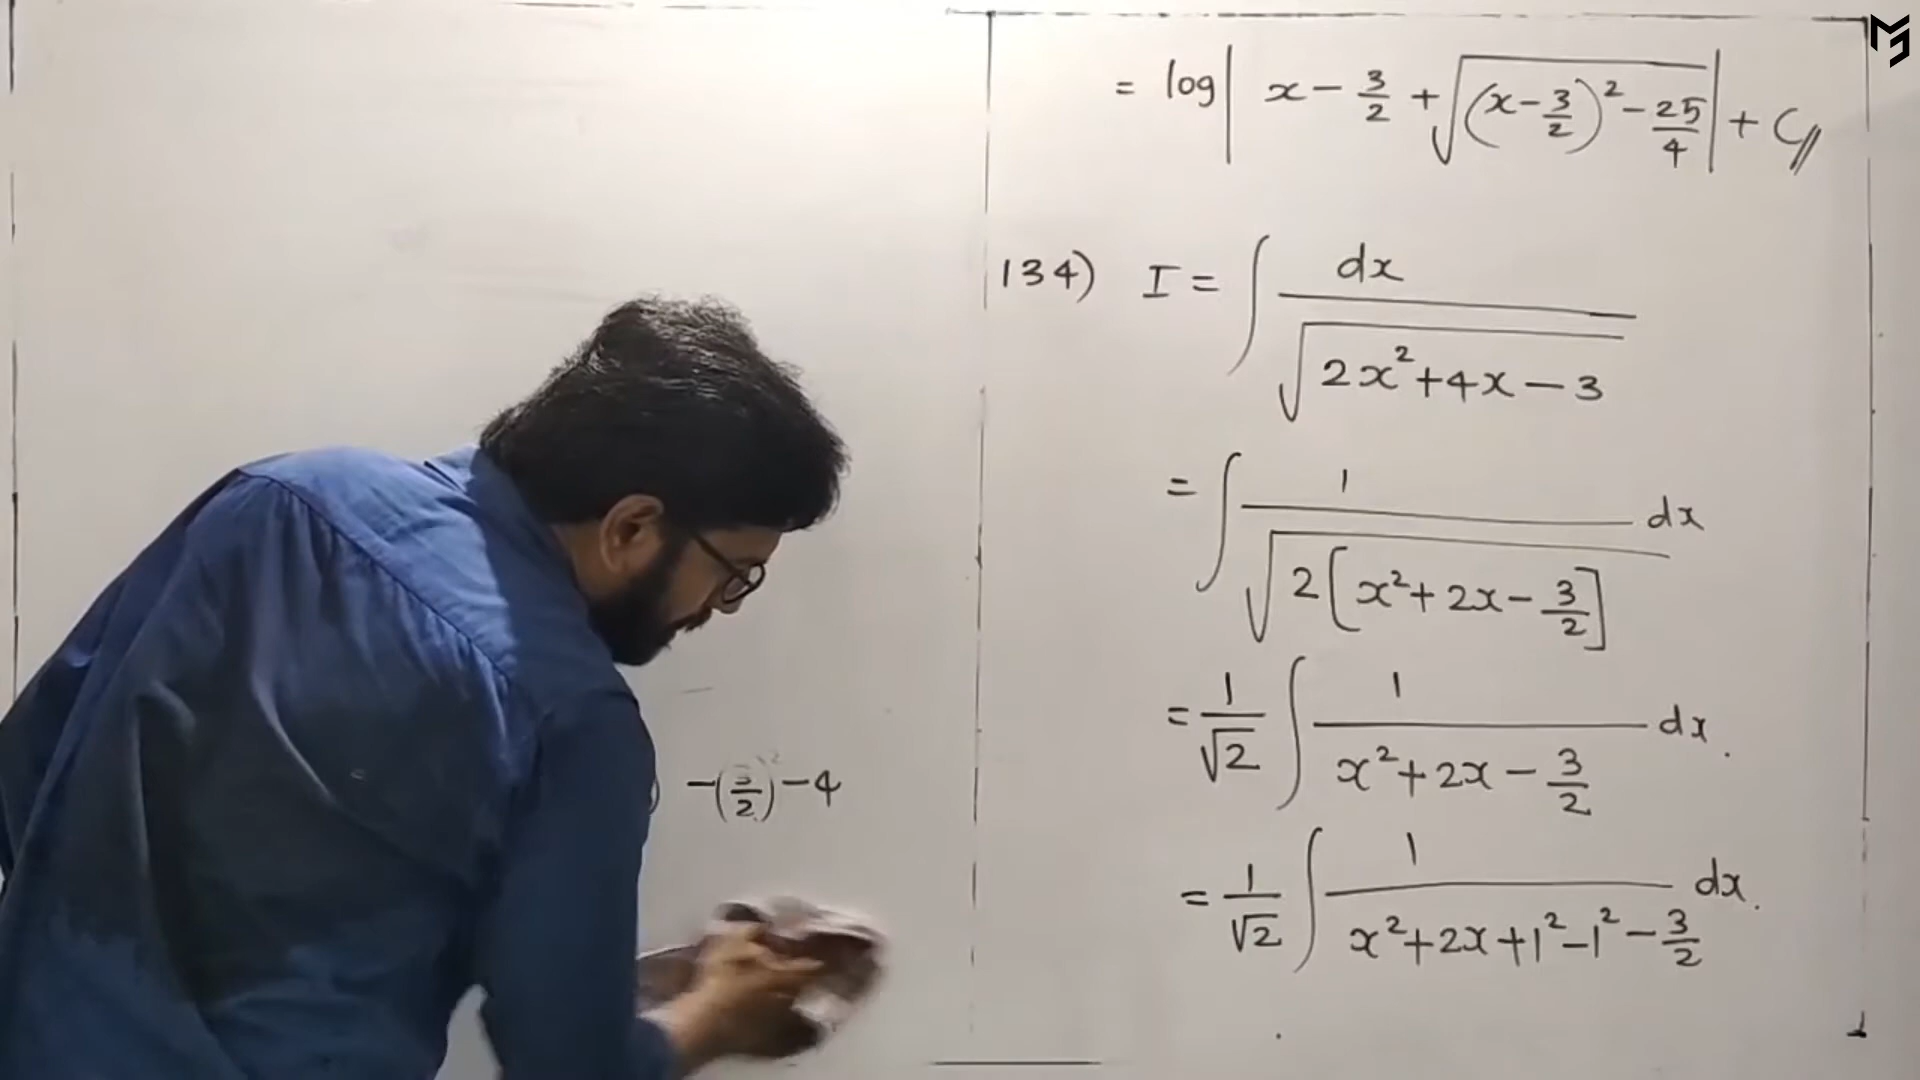 -(3/2)² - 4
= log | x - 3/2 + √((x - 3/2)² - 25/4) | + C//
134) I = ∫ dx / √(2x² + 4x - 3)
= ∫ 1 / √(2[x² + 2x - 3/2]) dx
= 1/√2 ∫ 1 / (x² + 2x - 3/2) dx.
= 1/√2 ∫ 1 / (x² + 2x + 1² - 1² - 3/2) dx.